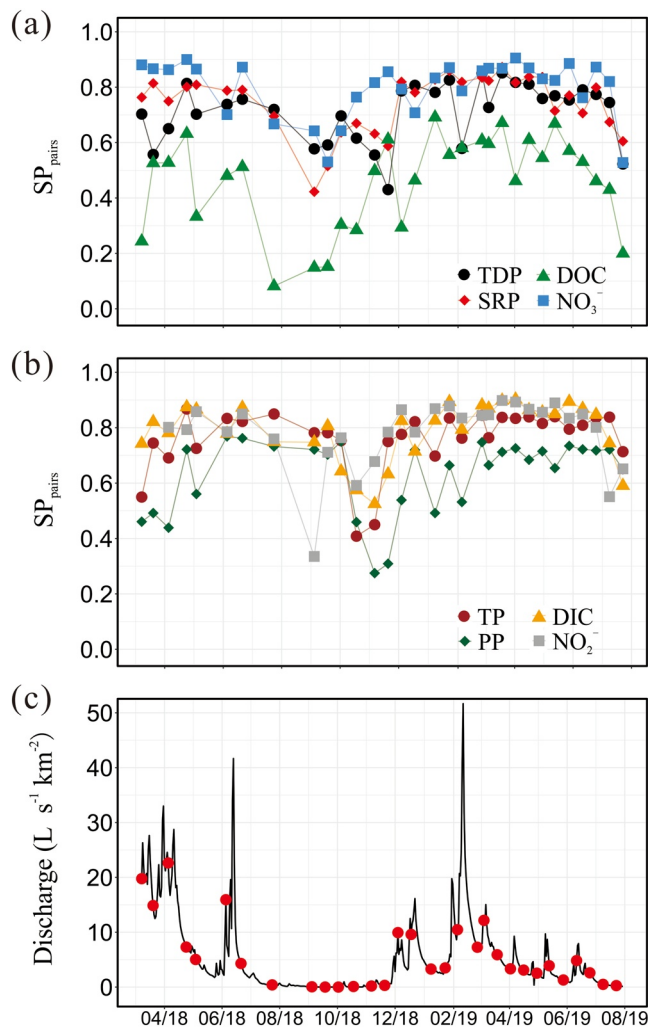 (a)
1.0
0.8
0.6
0.4
0.2
0.0
SPpairs
TDP DOC
SRP NO₃⁻
(b)
1.0
0.8
0.6
0.4
0.2
0.0
SPpairs
TP DIC
PP NO₂⁻
(c)
50
40
30
20
10
0
Discharge (L s⁻¹ km⁻²)
04/18 06/18 08/18 10/18 12/18 02/19 04/19 06/19 08/19